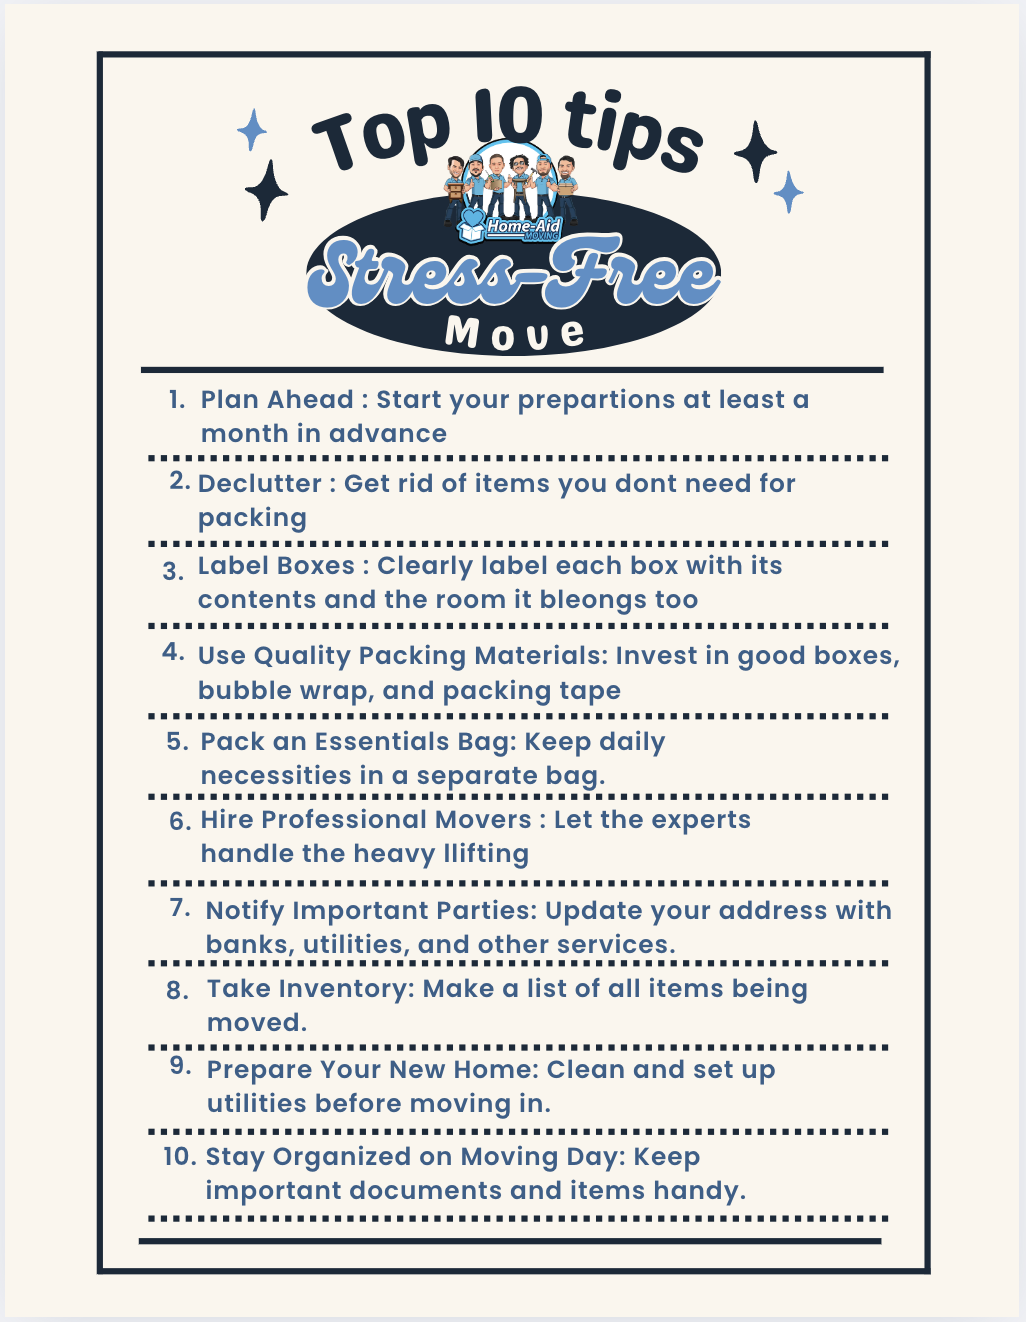 Top 10 tips
Home-Aid
MOVING
Stress-Free
Move
1. Plan Ahead : Start your prepartions at least a
month in advance
2. Declutter : Get rid of items you dont need for
packing
3. Label Boxes : Clearly label each box with its
contents and the room it bleongs too
4. Use Quality Packing Materials: Invest in good boxes,
bubble wrap, and packing tape
5. Pack an Essentials Bag: Keep daily
necessities in a separate bag.
6. Hire Professional Movers : Let the experts
handle the heavy llifting
7. Notify Important Parties: Update your address with
banks, utilities, and other services.
8. Take Inventory: Make a list of all items being
moved.
9. Prepare Your New Home: Clean and set up
utilities before moving in.
10. Stay Organized on Moving Day: Keep
important documents and items handy.